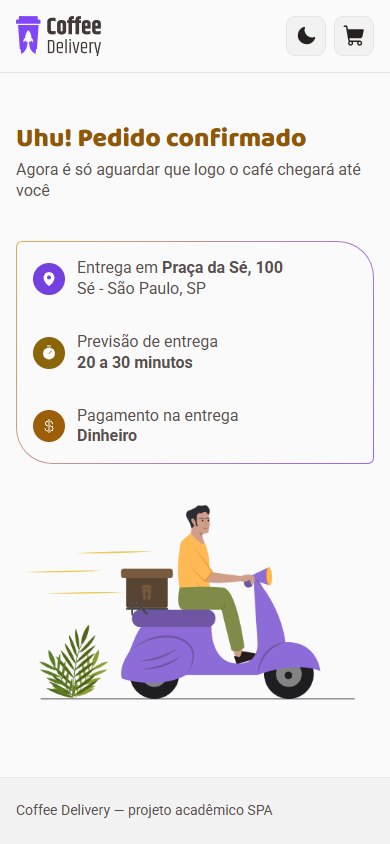 Coffee
Delivery
Uhu! Pedido confirmado
Agora é só aguardar que logo o café chegará até
você
Entrega em Praça da Sé, 100
Sé - São Paulo, SP
Previsão de entrega
20 a 30 minutos
Pagamento na entrega
Dinheiro
Coffee Delivery — projeto acadêmico SPA